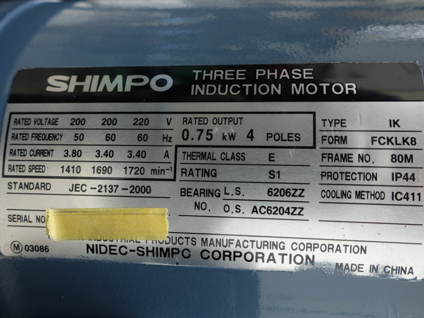 SHIMPO THREE PHASE INDUCTION MOTOR
RATED VOLTAGE 200 200 220 V
RATED FREQUENCY 50 60 60 Hz
RATED CURRENT 3.80 3.40 3.40 A
RATED SPEED 1410 1690 1720 min⁻¹
STANDARD JEC-2137-2000
SERIAL NO
RATED OUTPUT
0.75 kW 4 POLES
THERMAL CLASS E
RATING S1
BEARING L.S. 6206ZZ
NO. O.S. AC6204ZZ
TYPE IK
FORM FCKLK8
FRAME NO. 80M
PROTECTION IP44
COOLING METHOD IC411
INDUSTRIAL PRODUCTS MANUFACTURING CORPORATION
M 03086 NIDEC-SHIMPO CORPORATION
MADE IN CHINA